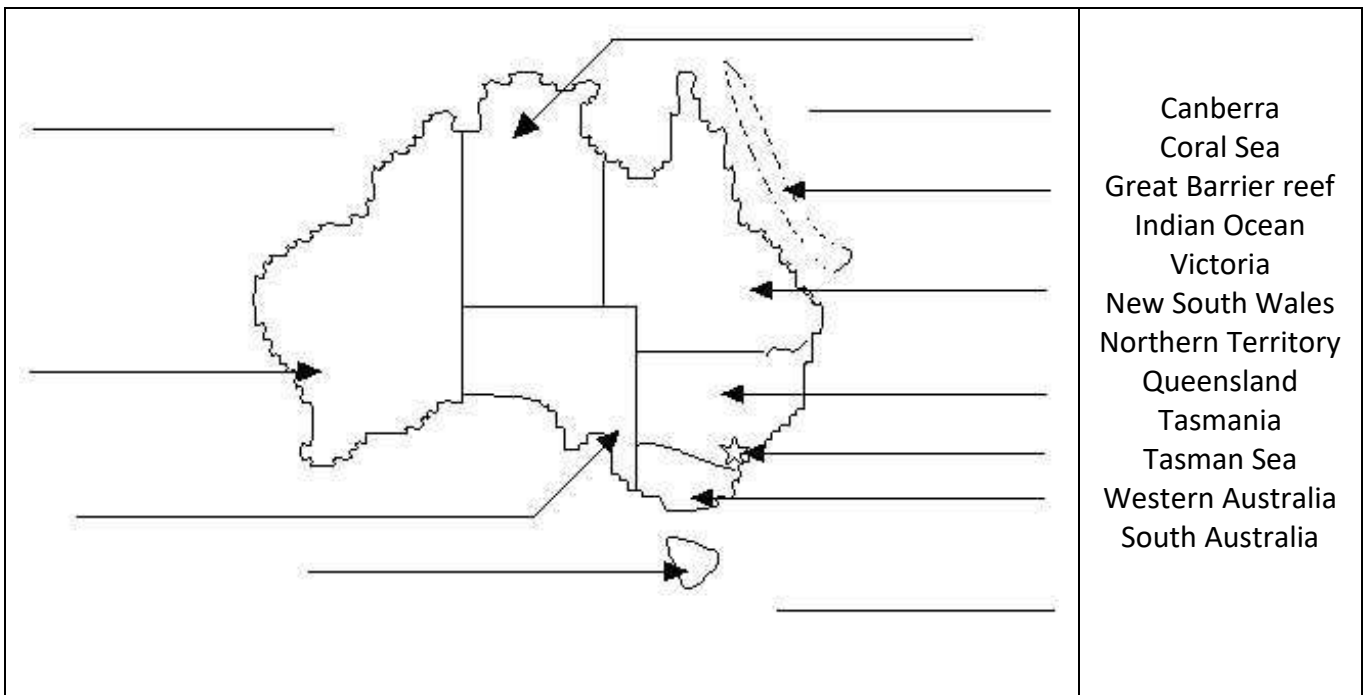 Canberra
Coral Sea
Great Barrier reef
Indian Ocean
Victoria
New South Wales
Northern Territory
Queensland
Tasmania
Tasman Sea
Western Australia
South Australia